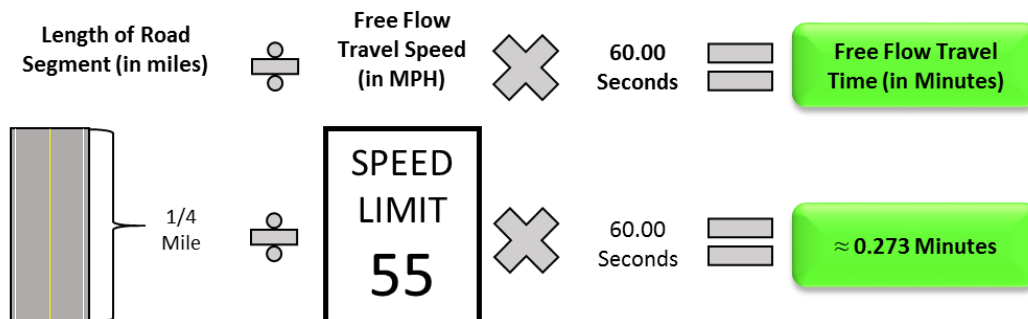 Length of Road
Segment (in miles)
Free Flow
Travel Speed
(in MPH)
60.00
Seconds
Free Flow Travel
Time (in Minutes)
1/4
Mile
SPEED
LIMIT
55
60.00
Seconds
≈ 0.273 Minutes